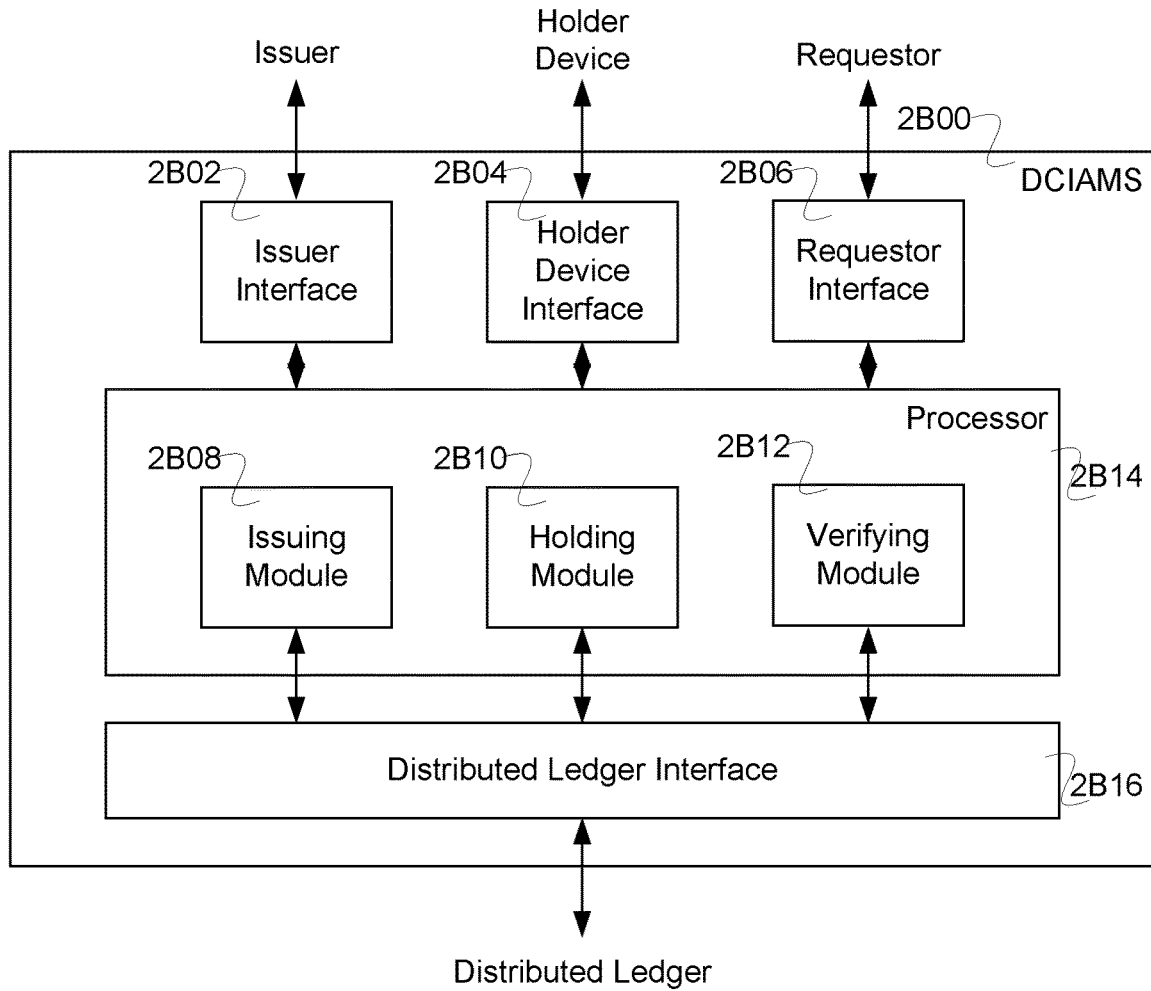 Issuer
Holder
Device
Requestor
2B00
DCIAMS
2B02
2B04
2B06
Issuer
Interface
Holder
Device
Interface
Requestor
Interface
Processor
2B08
2B10
2B12
2B14
Issuing
Module
Holding
Module
Verifying
Module
Distributed Ledger Interface
2B16
Distributed Ledger